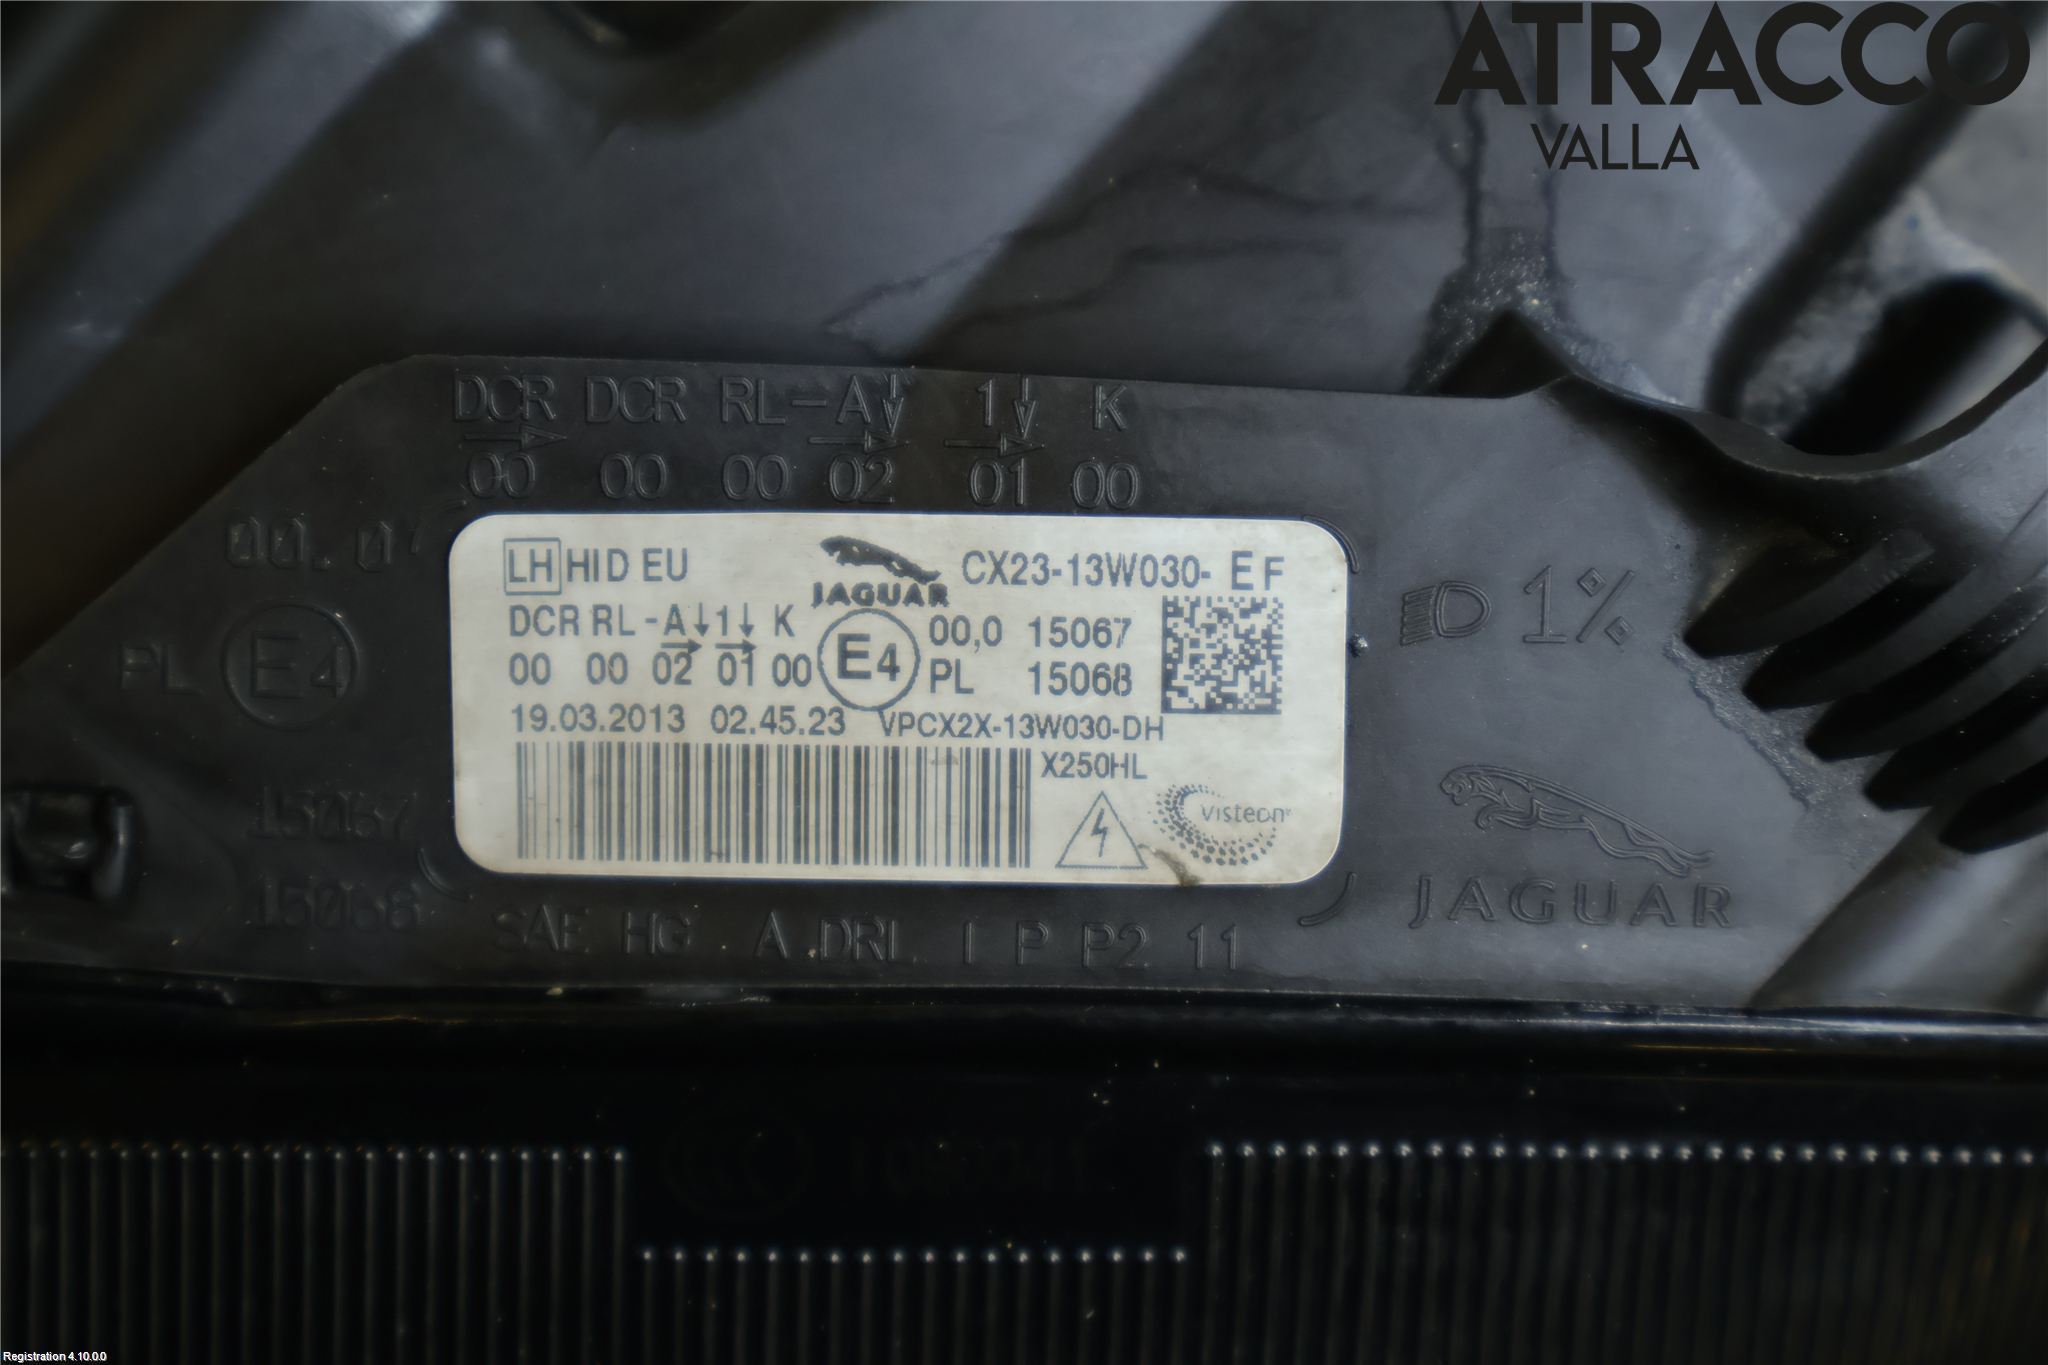 ATRACCO
VALLA
DCR DCR RL-A 1 K
00 00 00 02 01 00
00.0
LH HID EU
JAGUAR
CX23-13W030- E F
DCR RL -A↓ 1↓ K
00 00 02 01 00
E4
00,0 15067
PL 15068
19.03.2013 02.45.23 VPCX2X-13W030-DH
X250HL
Visteon
1%
PL E4
15067
15068
JAGUAR
SAE HG A DRL I P P2 11
Registration 4.10.0.0